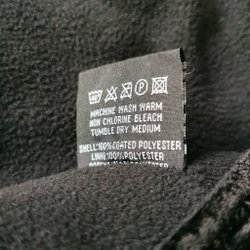 MACHINE WASH WARM
NON CHLORINE BLEACH
TUMBLE DRY MEDIUM
SHELL:100%COATED POLYESTER
LINING:100%POLYESTER